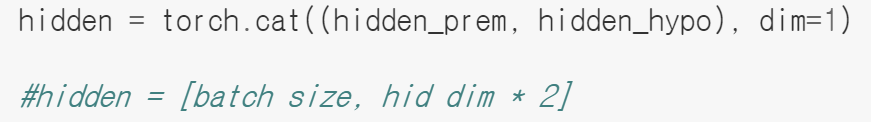 hidden = torch.cat((hidden_prem, hidden_hypo), dim=1)
#hidden = [batch size, hid dim * 2]